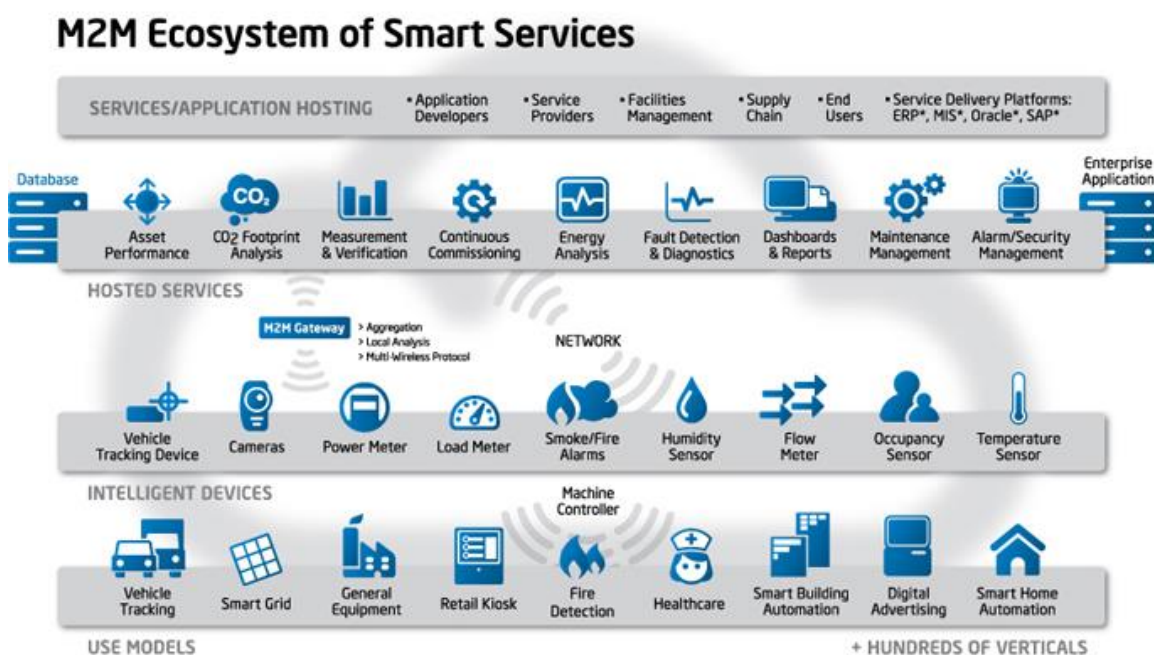 M2M Ecosystem of Smart Services
SERVICES/APPLICATION HOSTING
• Application
Developers
• Service
Providers
• Facilities
Management
• Supply
Chain
• End
Users
• Service Delivery Platforms:
ERP*, MIS*, Oracle*, SAP*
Database
Enterprise
Application
CO2
Asset
Performance
CO2 Footprint
Analysis
Measurement
& Verification
Continuous
Commissioning
Energy
Analysis
Fault Detection
& Diagnostics
Dashboards
& Reports
Maintenance
Management
Alarm/Security
Management
HOSTED SERVICES
M2M Gateway
> Aggregation
> Local Analysis
> Multi-Wireless Protocol
NETWORK
Vehicle
Tracking Device
Cameras
Power Meter
Load Meter
Smoke/Fire
Alarms
Humidity
Sensor
Flow
Meter
Occupancy
Sensor
Temperature
Sensor
INTELLIGENT DEVICES
Machine
Controller
Vehicle
Tracking
Smart Grid
General
Equipment
Retail Kiosk
Fire
Detection
Healthcare
Smart Building
Automation
Digital
Advertising
Smart Home
Automation
USE MODELS
+ HUNDREDS OF VERTICALS